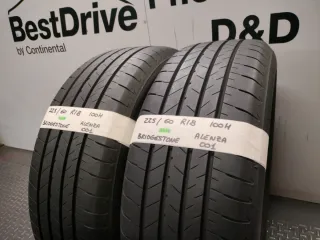 BestDrive
by Continental
D&D
225/60 R18 100H
BRIDGESTONE ALENZA
001
225/60 R18 100H
BRIDGESTONE ALENZA
001